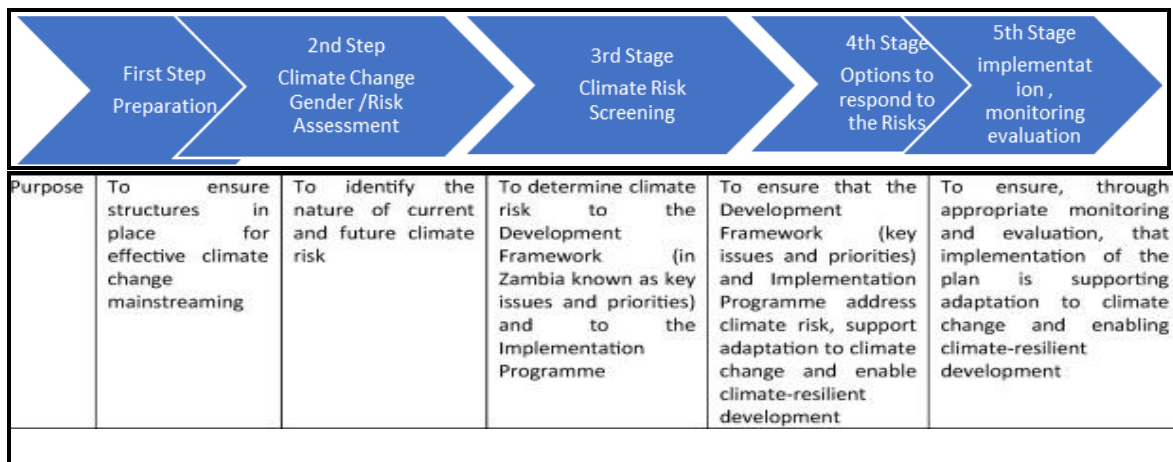 First Step
Preparation
2nd Step
Climate Change
Gender /Risk
Assessment
3rd Stage
Climate Risk
Screening
4th Stage
Options to
respond to
the Risks
5th Stage
implementat
ion ,
monitoring
evaluation
Purpose
To ensure
structures in
place for
effective climate
change
mainstreaming
To identify the
nature of current
and future climate
risk
To determine climate
risk to the
Development
Framework (in
Zambia known as key
issues and priorities)
and to the
Implementation
Programme
To ensure that the
Development
Framework (key
issues and priorities)
and Implementation
Programme address
climate risk, support
adaptation to climate
change and enable
climate-resilient
development
To ensure, through
appropriate monitoring
and evaluation, that
implementation of the
plan is supporting
adaptation to climate
change and enabling
climate-resilient
development